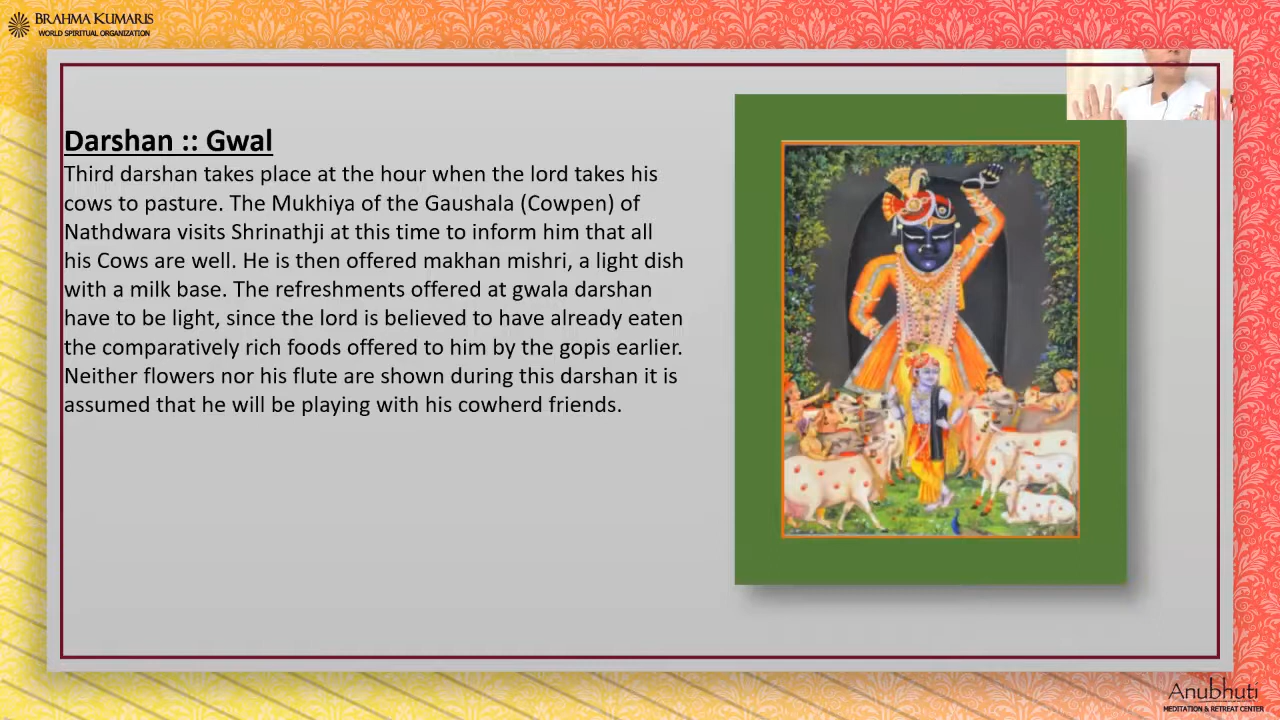 BRAHMA KUMARIS
WORLD SPIRITUAL ORGANIZATION
Darshan :: Gwal
Third darshan takes place at the hour when the lord takes his
cows to pasture. The Mukhiya of the Gaushala (Cowpen) of
Nathdwara visits Shrinathji at this time to inform him that all
his Cows are well. He is then offered makhan mishri, a light dish
with a milk base. The refreshments offered at gwala darshan
have to be light, since the lord is believed to have already eaten
the comparatively rich foods offered to him by the gopis earlier.
Neither flowers nor his flute are shown during this darshan it is
assumed that he will be playing with his cowherd friends.
Anubhuti
MEDITATION & RETREAT CENTER